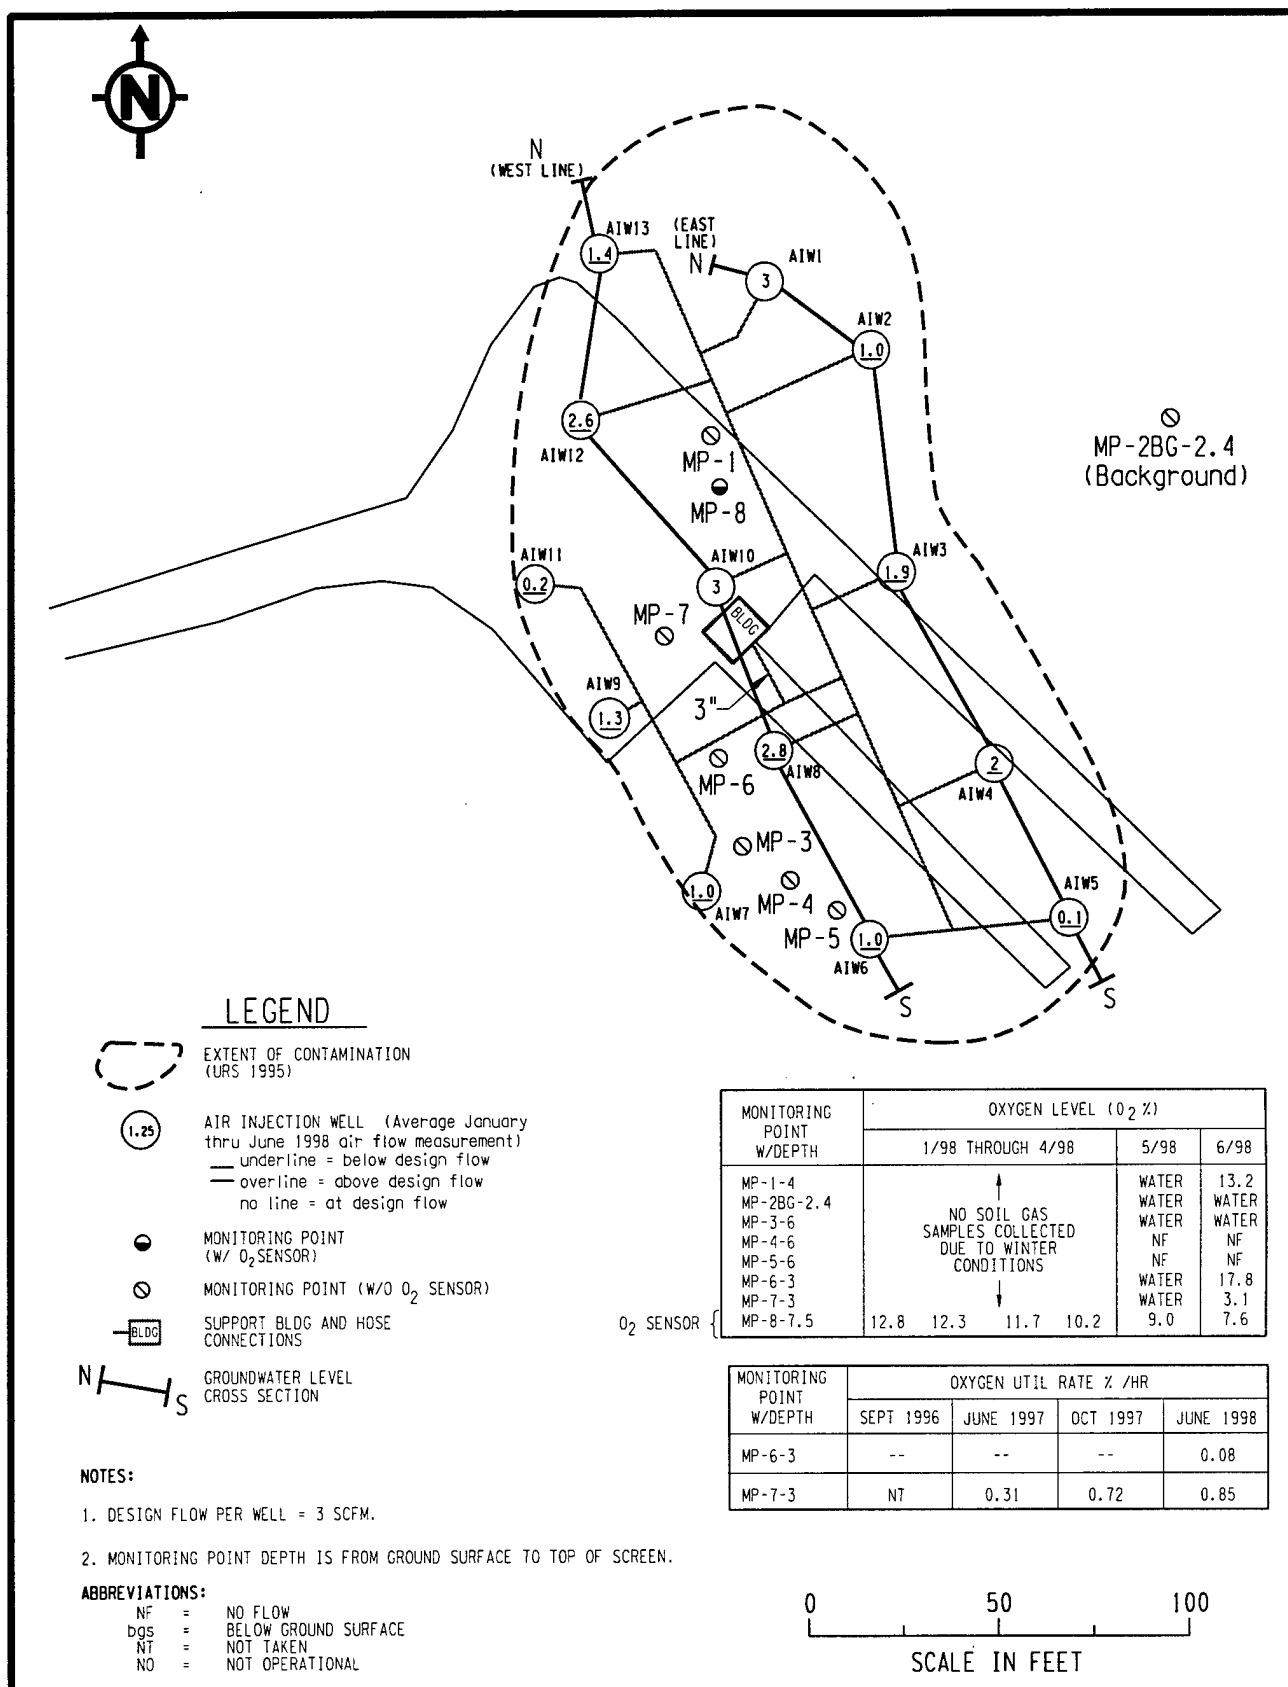 N
N
(WEST LINE)
AIW13
1.4
(EAST
LINE)
N
AIW1
3
AIW2
1.0
2.6
AIW12
MP-1
MP-8
MP-2BG-2.4
(Background)
AIW11
0.2
AIW10
3
AIW3
1.9
MP-7
BLDG
AIW9
1.3
3"
2.8
AIW8
MP-6
2
AIW4
MP-3
MP-4
MP-5
1.0
AIW7
1.0
AIW6
AIW5
0.1
S
S
LEGEND
EXTENT OF CONTAMINATION
(URS 1995)
1.25
AIR INJECTION WELL (Average January
thru June 1998 air flow measurement)
underline = below design flow
overline = above design flow
no line = at design flow
MONITORING POINT
(W/ O2 SENSOR)
MONITORING POINT (W/O O2 SENSOR)
BLDG
SUPPORT BLDG AND HOSE
CONNECTIONS
N
S
GROUNDWATER LEVEL
CROSS SECTION
MONITORING
POINT
W/DEPTH
OXYGEN LEVEL (O2 %)
1/98 THROUGH 4/98 5/98 6/98
MP-1-4 WATER 13.2
MP-2BG-2.4 WATER WATER
MP-3-6 WATER WATER
MP-4-6 NF NF
MP-5-6 NF NF
MP-6-3 WATER 17.8
MP-7-3 WATER 3.1
NO SOIL GAS
SAMPLES COLLECTED
DUE TO WINTER
CONDITIONS
O2 SENSOR { MP-8-7.5 12.8 12.3 11.7 10.2 9.0 7.6
MONITORING
POINT
W/DEPTH
OXYGEN UTIL RATE % /HR
SEPT 1996 JUNE 1997 OCT 1997 JUNE 1998
MP-6-3 -- -- -- 0.08
MP-7-3 NT 0.31 0.72 0.85
NOTES:
1. DESIGN FLOW PER WELL = 3 SCFM.
2. MONITORING POINT DEPTH IS FROM GROUND SURFACE TO TOP OF SCREEN.
ABBREVIATIONS:
NF = NO FLOW
bgs = BELOW GROUND SURFACE
NT = NOT TAKEN
NO = NOT OPERATIONAL
0 50 100
SCALE IN FEET